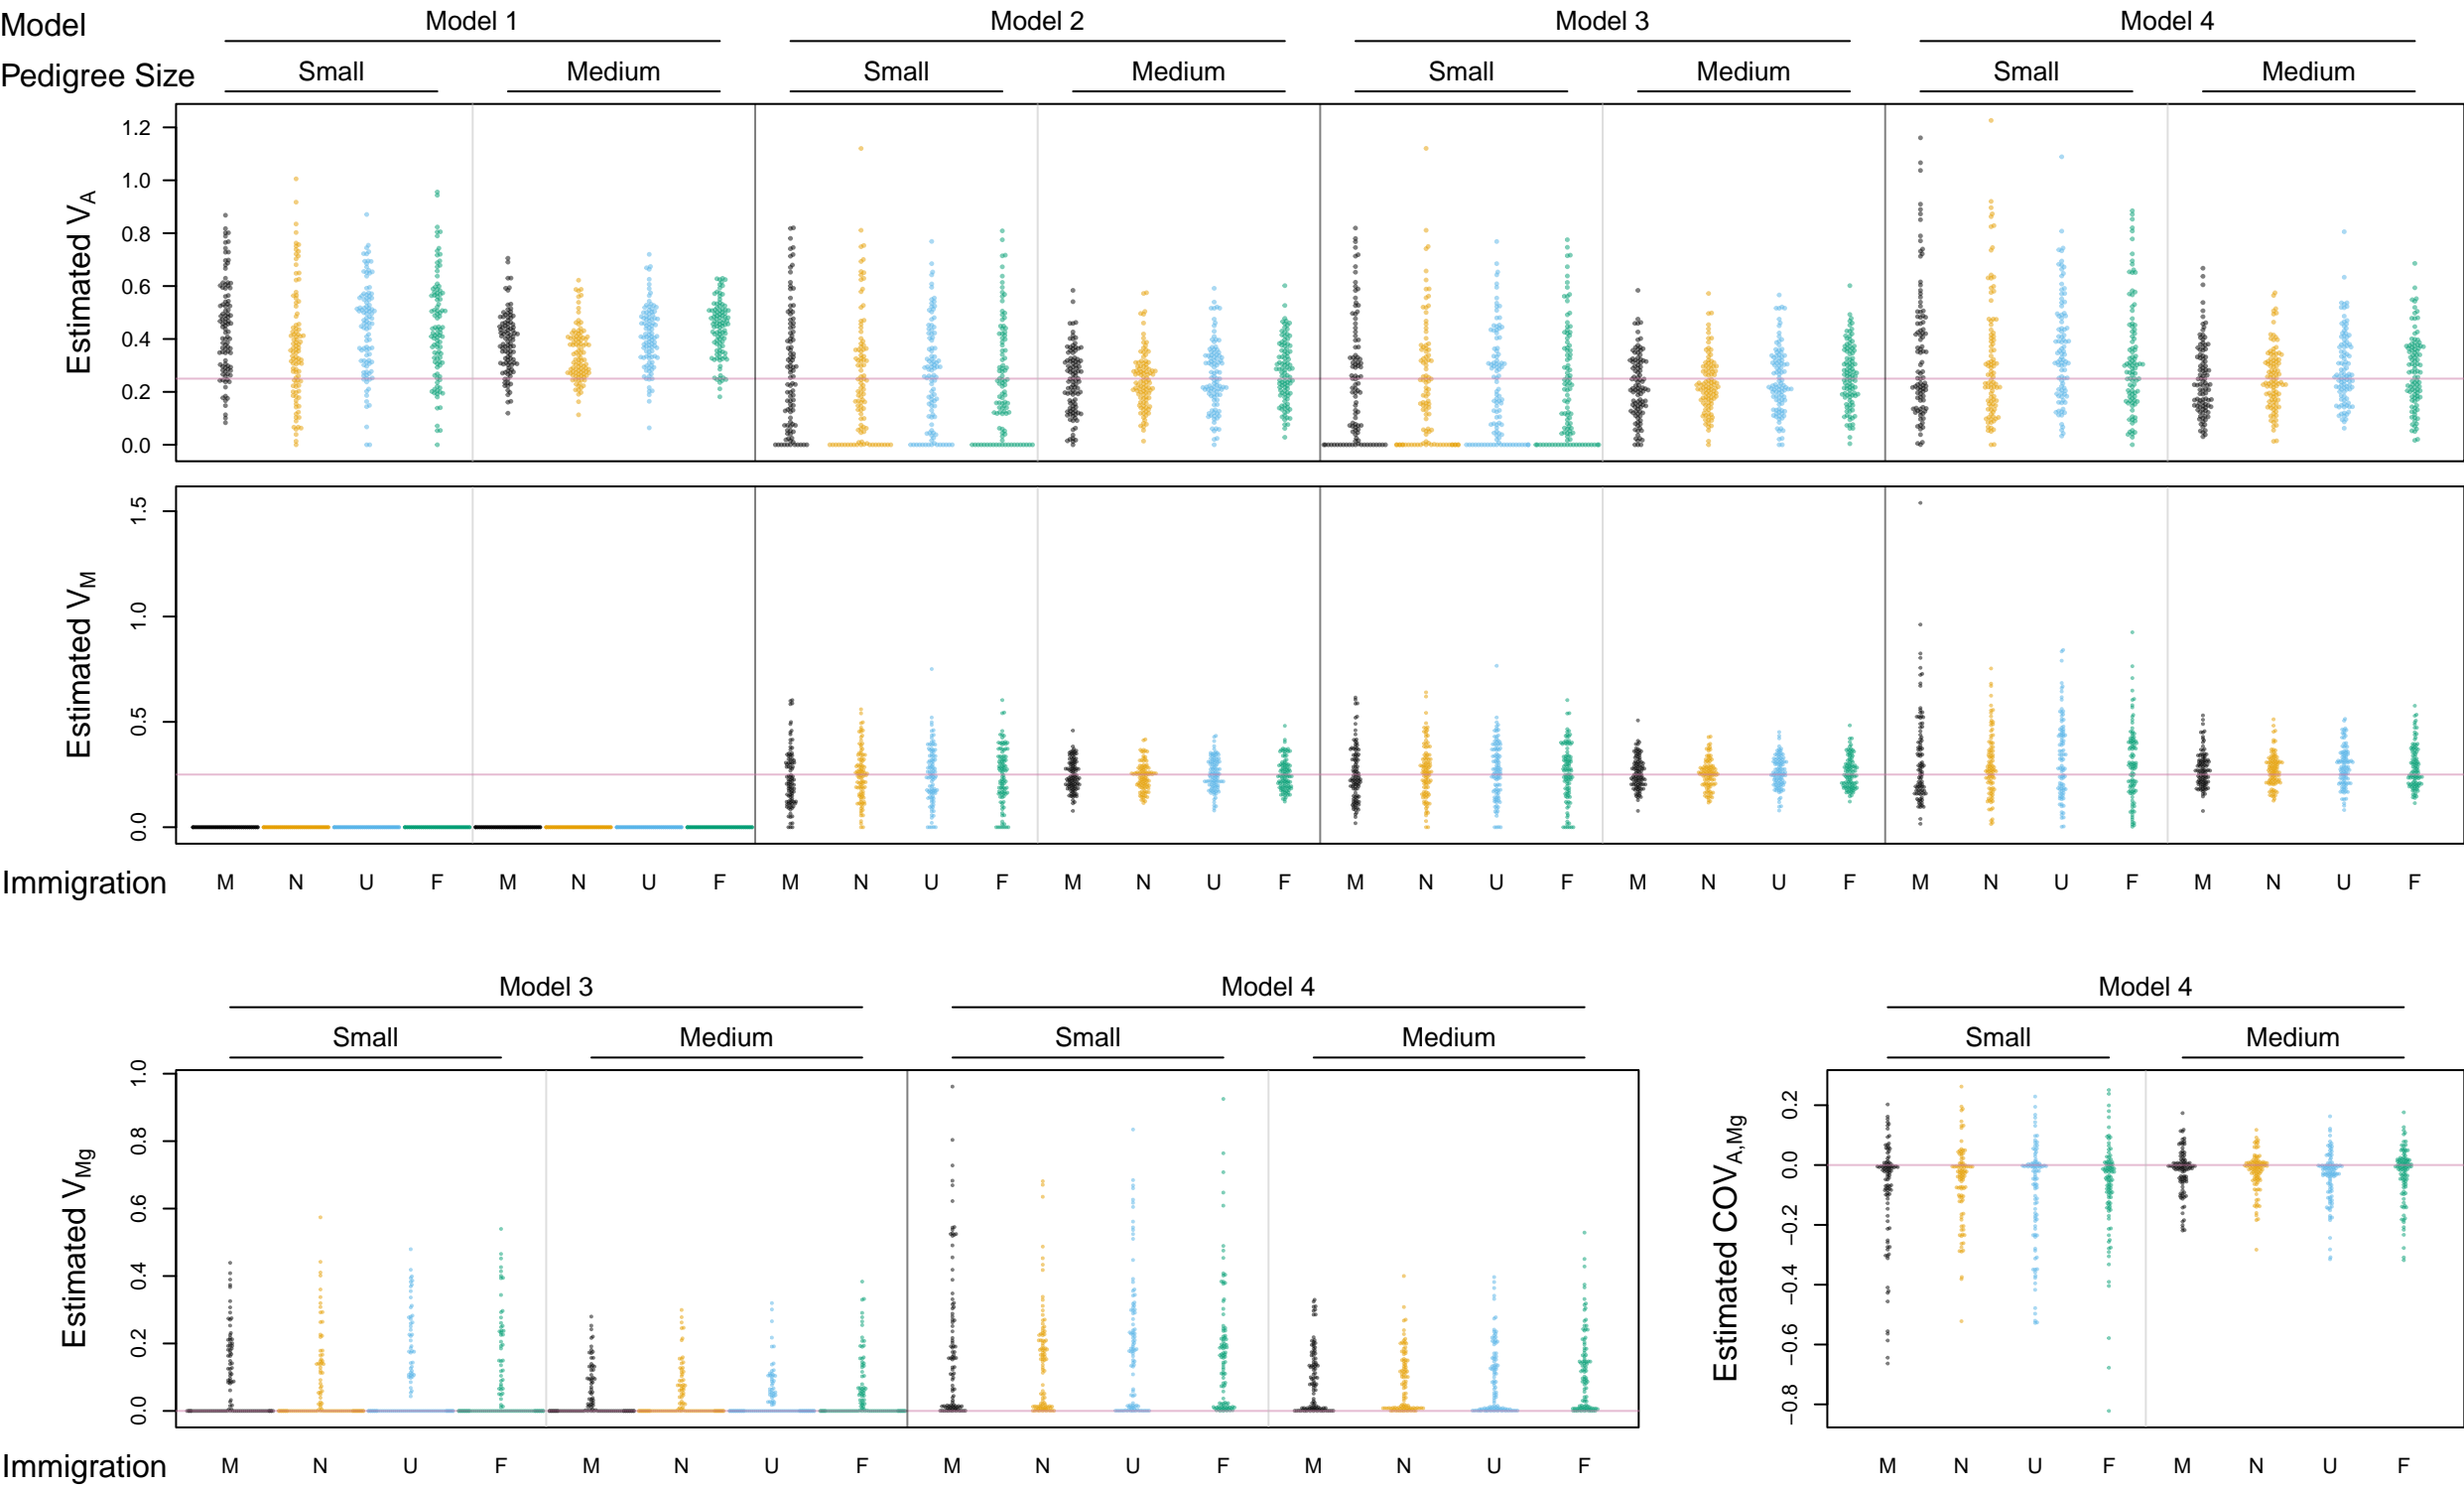 Model Model 1 Model 2 Model 3 Model 4
Pedigree Size Small Medium Small Medium Small Medium Small Medium
Estimated V_A
1.2
1.0
0.8
0.6
0.4
0.2
0.0
Estimated V_M
1.5
1.0
0.5
0.0
Immigration M N U F M N U F M N U F M N U F M N U F M N U F M N U F M N U F
Model 3 Model 4
Small Medium Small Medium
Estimated V_Mg
1.0
0.8
0.6
0.4
0.2
0.0
Model 4
Small Medium
Estimated COV_A,Mg
0.2
0.0
−0.2
−0.4
−0.6
−0.8
Immigration M N U F M N U F M N U F M N U F M N U F M N U F